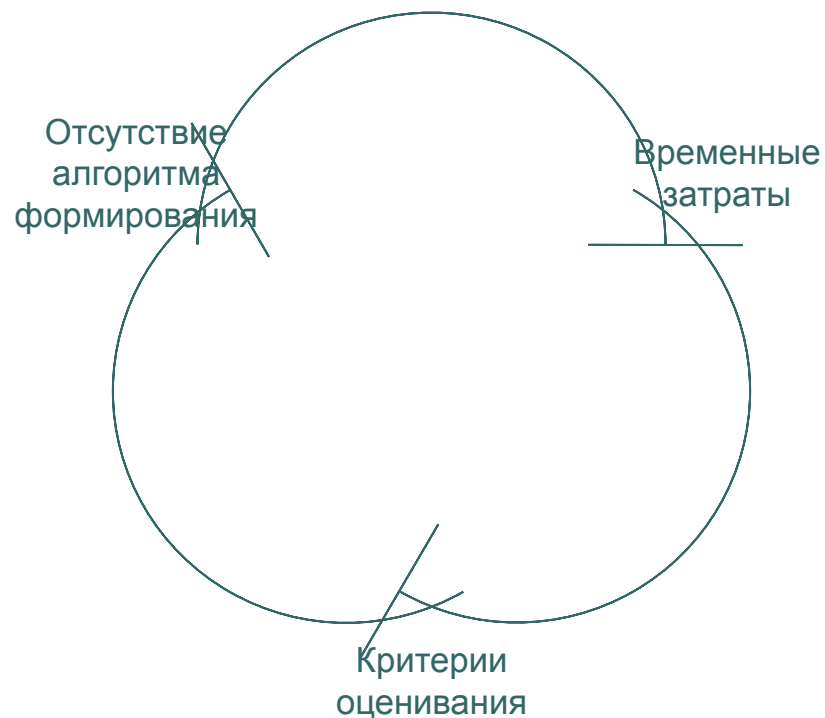 Отсутствие
алгоритма
формирования
Временные
затраты
Критерии
оценивания